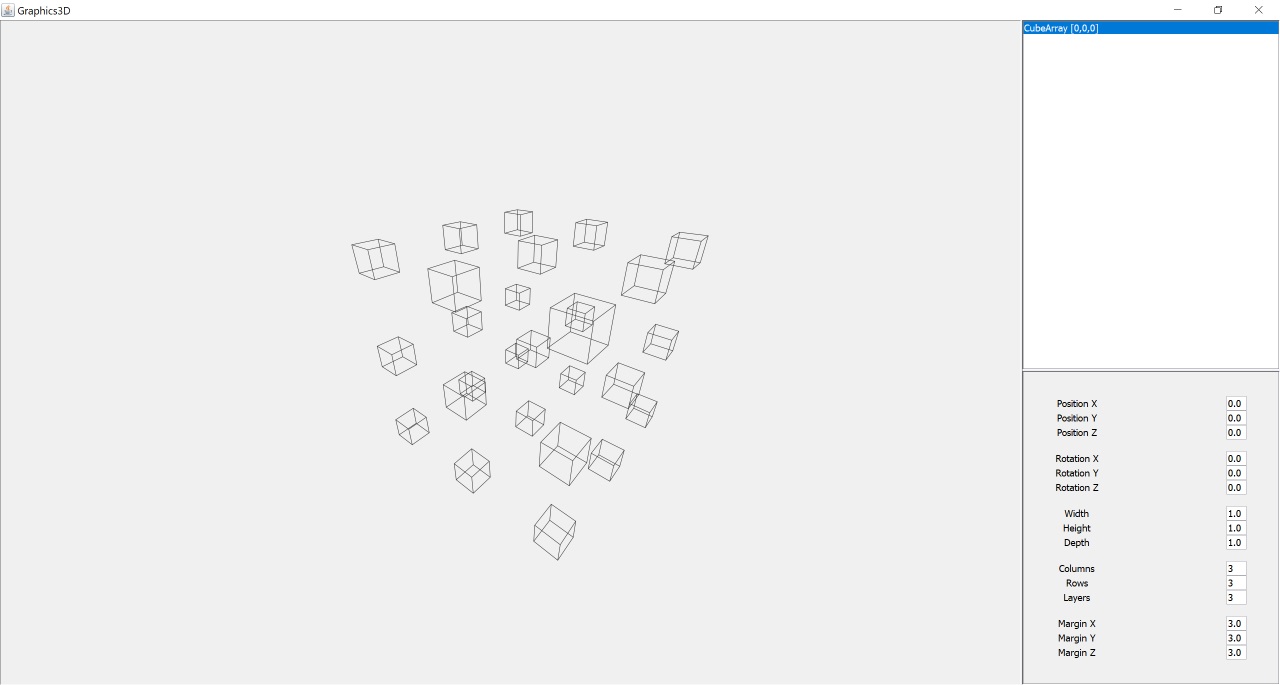 Graphics3D
CubeArray [0,0,0]
Position X 0.0
Position Y 0.0
Position Z 0.0
Rotation X 0.0
Rotation Y 0.0
Rotation Z 0.0
Width 1.0
Height 1.0
Depth 1.0
Columns 3
Rows 3
Layers 3
Margin X 3.0
Margin Y 3.0
Margin Z 3.0